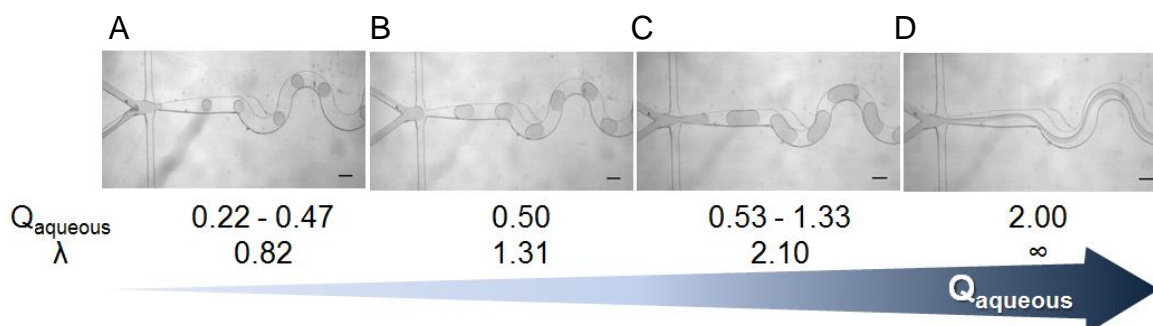 A B C D
Qaqueous 0.22 - 0.47 0.50 0.53 - 1.33 2.00
λ 0.82 1.31 2.10 ∞
Qaqueous